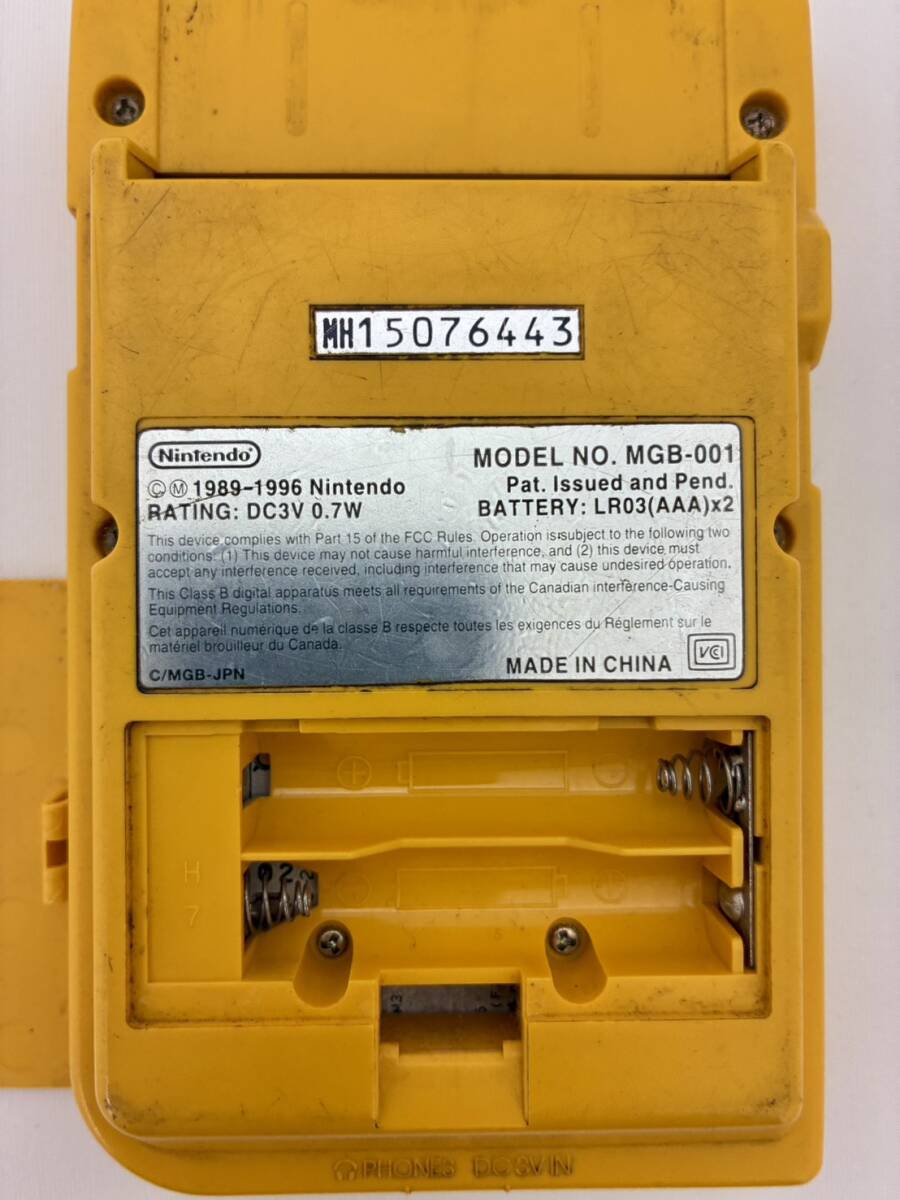 MH15076443
Nintendo
MODEL NO. MGB-001
ⒸⓂ 1989-1996 Nintendo
Pat. Issued and Pend.
RATING: DC3V 0.7W
BATTERY: LR03(AAA)x2
This device complies with Part 15 of the FCC Rules. Operation is subject to the following two
conditions: (1) This device may not cause harmful interference, and (2) this device must
accept any interference received, including interference that may cause undesired operation.
This Class B digital apparatus meets all requirements of the Canadian Interference-Causing
Equipment Regulations.
Cet appareil numérique de la classe B respecte toutes les exigences du Réglement sur le
matériel brouilleur du Canada.
C/MGB-JPN
MADE IN CHINA
VCI
H
7
PHONES DC3V IN